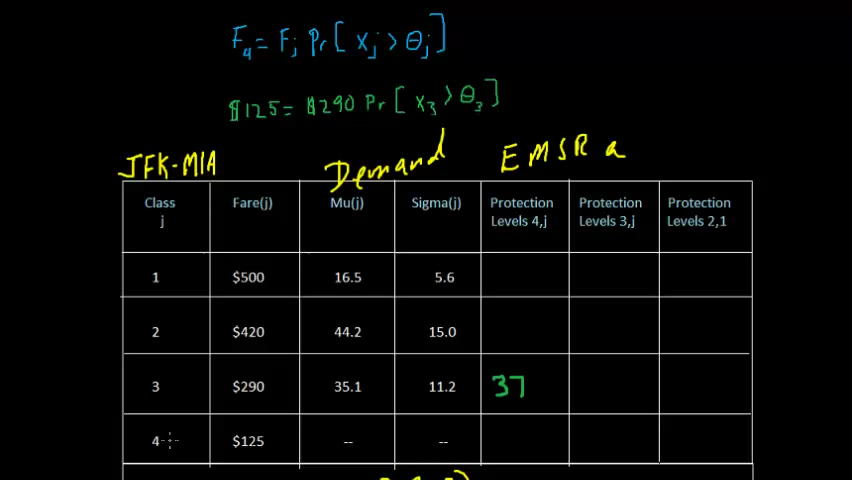 F4 = Fj Pr[ xj > θj ]
$125 = $290 Pr[ x3 > θ3 ]
JFK-MIA Demand EMSR a
Class j Fare(j) Mu(j) Sigma(j) Protection Levels 4,j Protection Levels 3,j Protection Levels 2,1
1 $500 16.5 5.6
2 $420 44.2 15.0
3 $290 35.1 11.2 37
4 $125 -- --